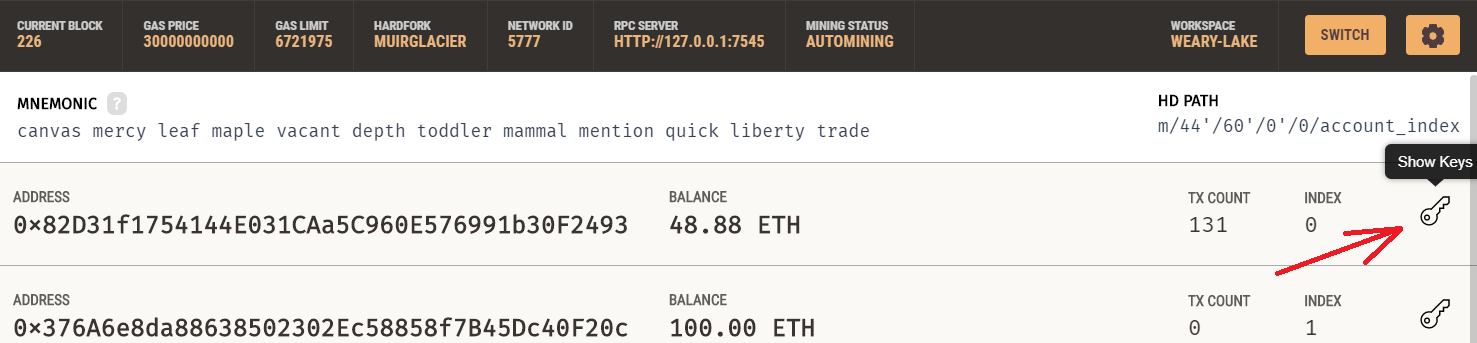 CURRENT BLOCK GAS PRICE GAS LIMIT HARDFORK NETWORK ID RPC SERVER MINING STATUS WORKSPACE
226 30000000000 6721975 MUIRGLACIER 5777 HTTP://127.0.0.1:7545 AUTOMINING WEARY-LAKE SWITCH
MNEMONIC ? HD PATH
canvas mercy leaf maple vacant depth toddler mammal mention quick liberty trade m/44'/60'/0'/0/account_index
Show Keys
ADDRESS BALANCE TX COUNT INDEX
0×82D31f1754144E031CAa5C960E576991b30F2493 48.88 ETH 131 0
ADDRESS BALANCE TX COUNT INDEX
0×376A6e8da88638502302Ec58858f7B45Dc40F20c 100.00 ETH 0 1